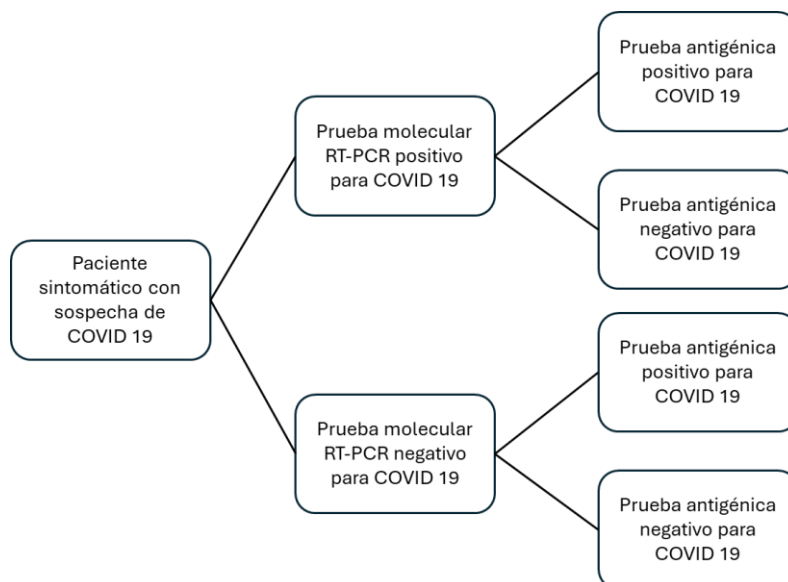 Paciente
sintomático con
sospecha de
COVID 19
Prueba molecular
RT-PCR positivo
para COVID 19
Prueba antigénica
positivo para
COVID 19
Prueba antigénica
negativo para
COVID 19
Prueba molecular
RT-PCR negativo
para COVID 19
Prueba antigénica
positivo para
COVID 19
Prueba antigénica
negativo para
COVID 19